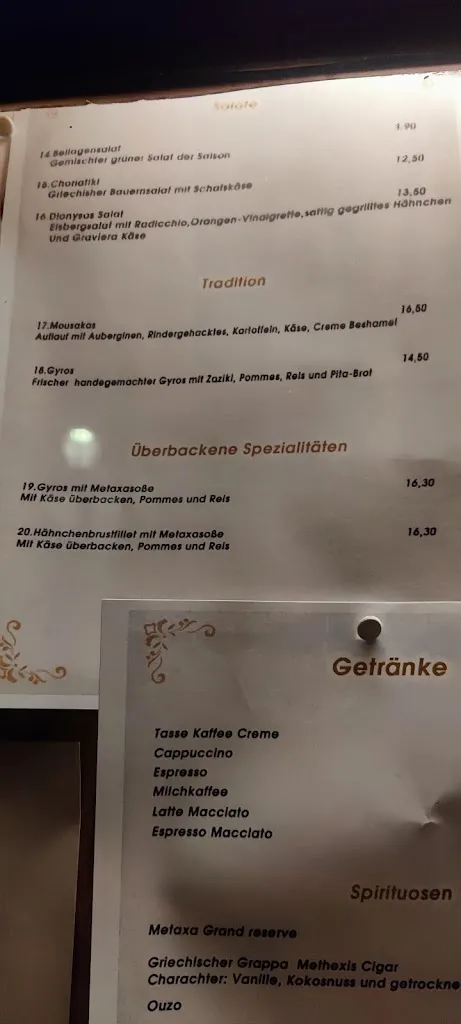 Salate
14.Beilagensalat
1.90
Gemischter grüner Salat der Saison
15.Choriatiki
12,50
Griechisher Bauernsalat mit Schafskäse
16.Dionysos Salat
13,50
Eisbergsalat mit Radicchio,Orangen-Vinaigrette,saftig gegrilltes Hähnchen
Und Graviera Käse
Tradition
17.Mousakas
16,50
Auflauf mit Auberginen, Rindergehacktes, Kartoffeln, Käse, Creme Beshamel
18.Gyros
14,50
Frischer handegemachter Gyros mit Zaziki, Pommes, Reis und Pita-Brot
Überbackene Spezialitäten
19.Gyros mit Metaxasoße
16,30
Mit Käse überbacken, Pommes und Reis
20.Hähnchenbrustfillet mit Metaxasoße
16,30
Mit Käse überbacken, Pommes und Reis
Getränke
Tasse Kaffee Creme
Cappuccino
Espresso
Milchkaffee
Latte Macciato
Espresso Macciato
Spirituosen
Metaxa Grand reserve
Griechischer Grappa Methexis Cigar
Charachter: Vanille, Kokosnuss und getrockne
Ouzo